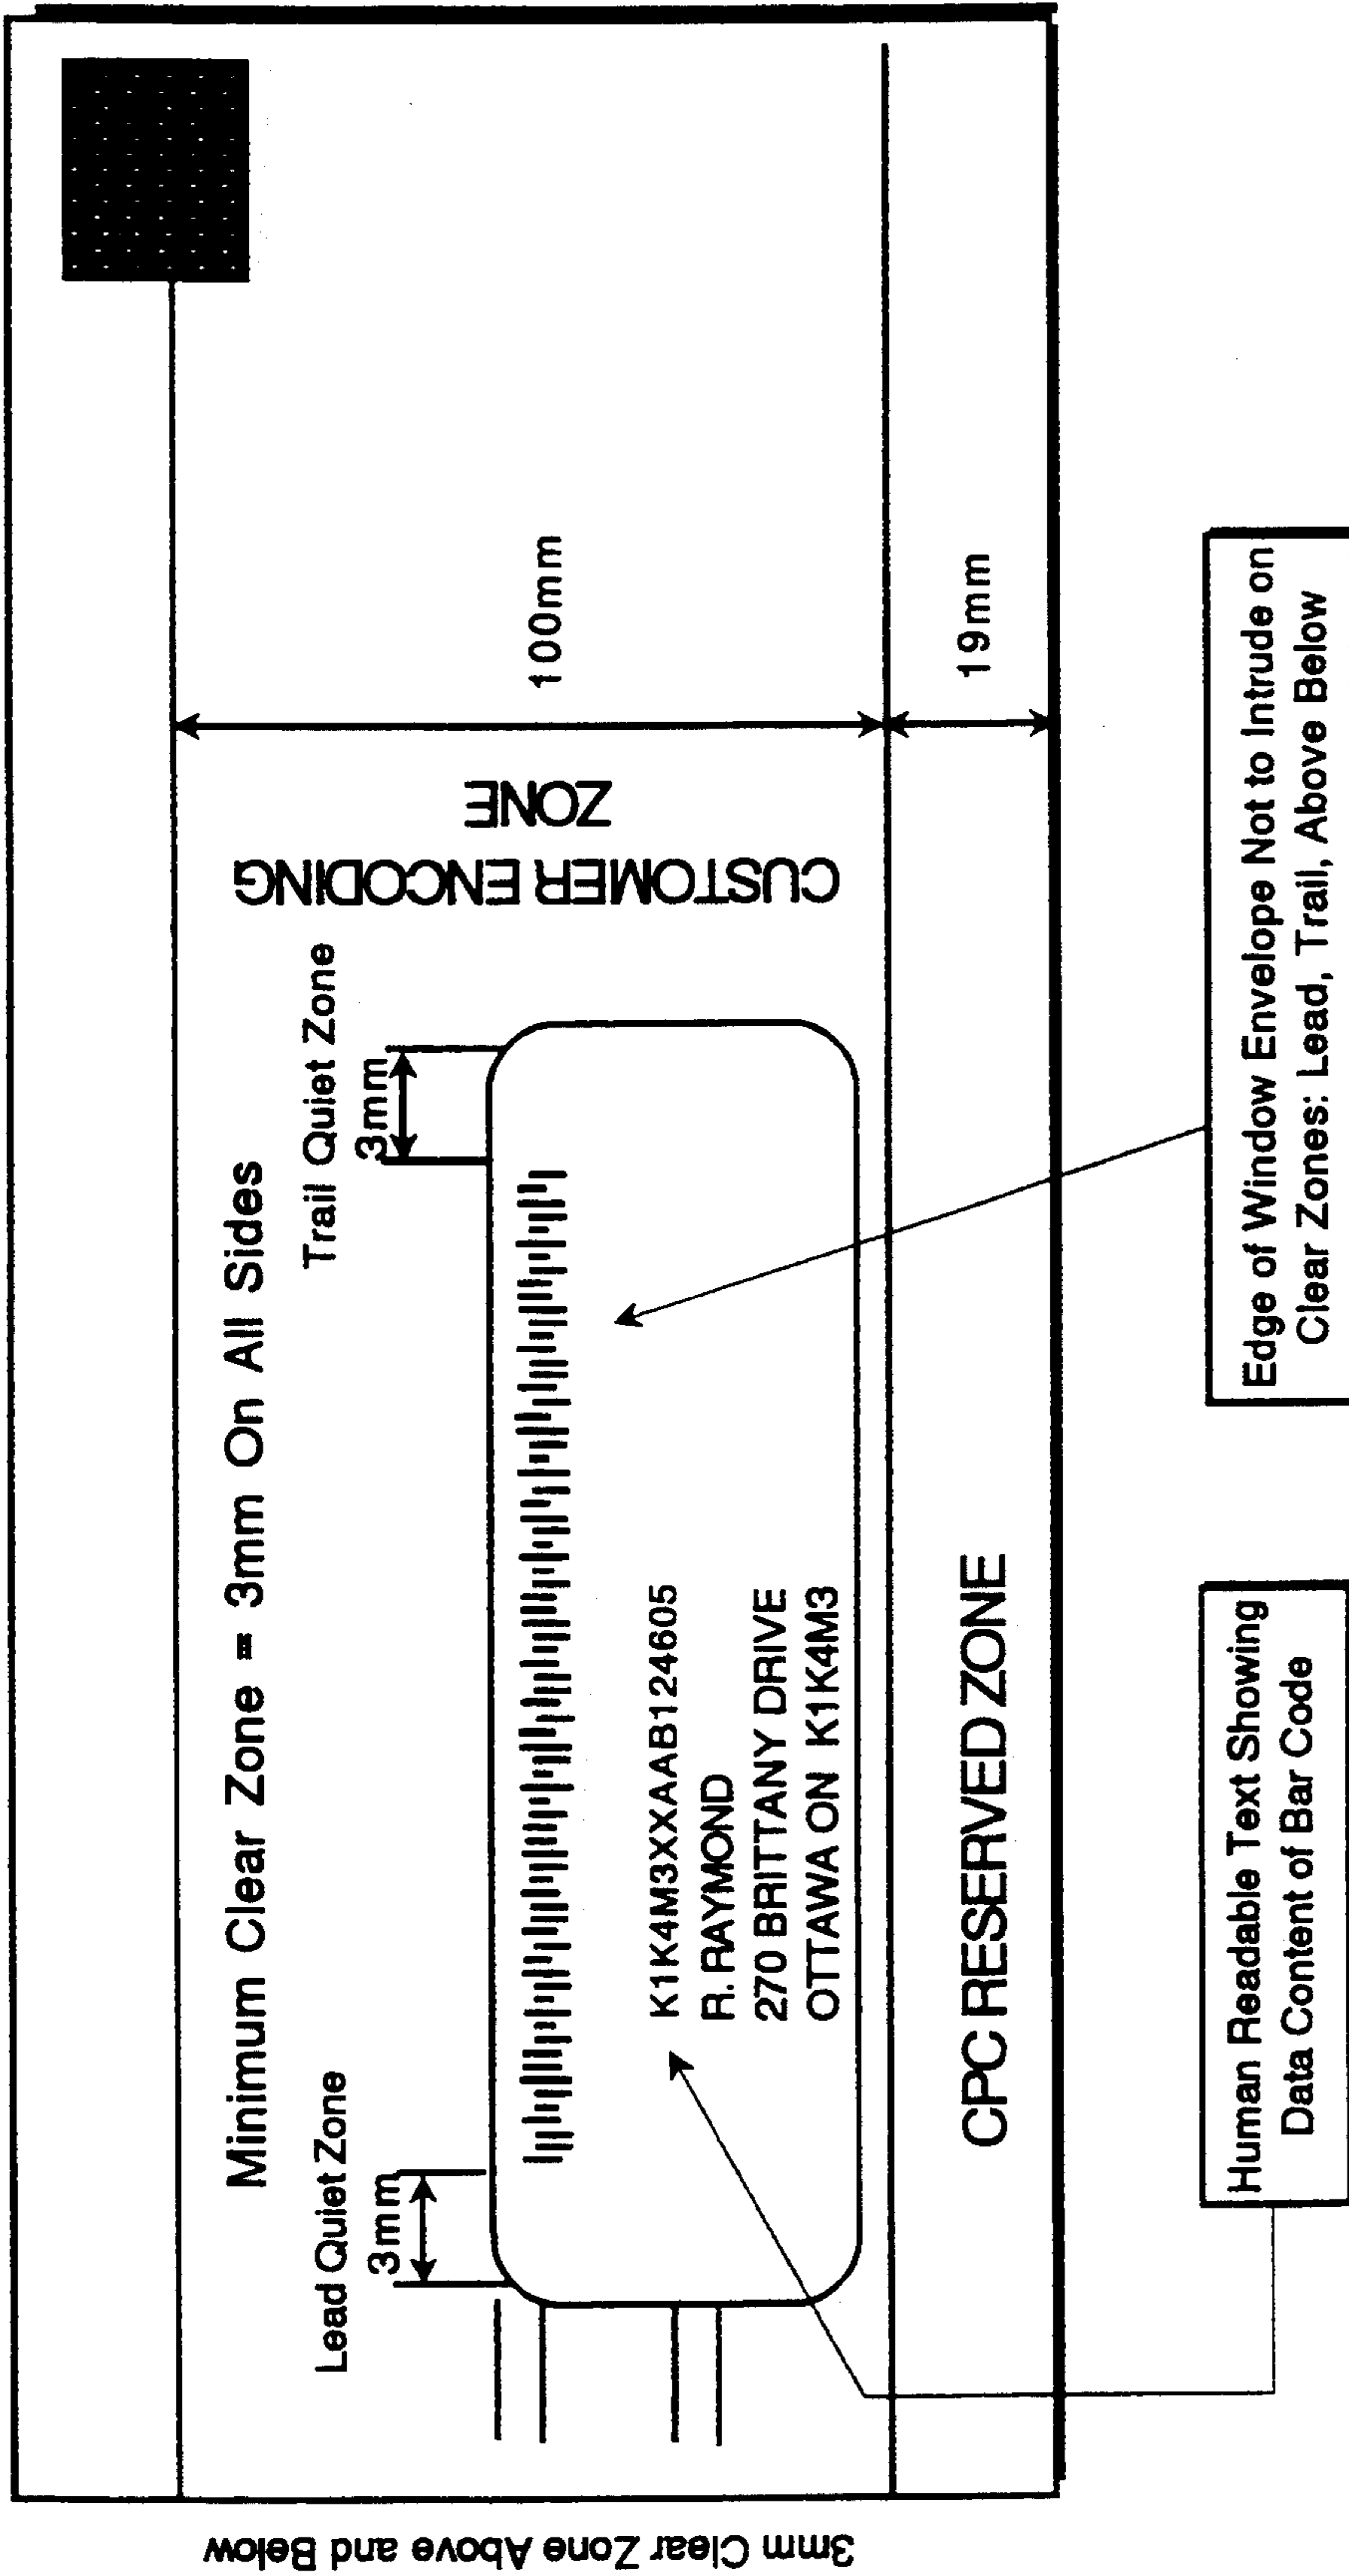 Minimum Clear Zone = 3mm On All Sides
Lead Quiet Zone
3mm
Trail Quiet Zone
3mm
K1K4M3XXAAB124605
R. RAYMOND
270 BRITTANY DRIVE
OTTAWA ON K1K4M3
CUSTOMER ENCODING
ZONE
100mm
CPC RESERVED ZONE
19mm
3mm Clear Zone Above and Below
Human Readable Text Showing
Data Content of Bar Code
Edge of Window Envelope Not to Intrude on
Clear Zones: Lead, Trail, Above Below